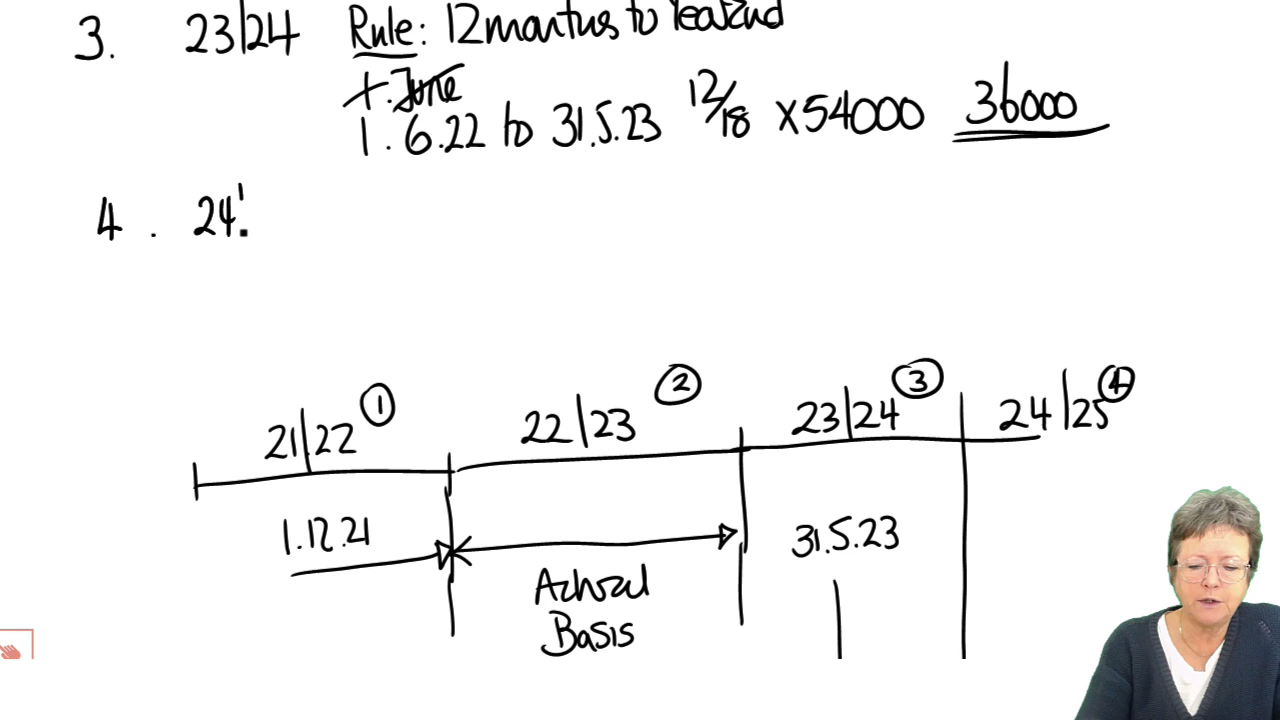 3. 23|24 Rule: 12 months to Year End
1. June
1.6.22 to 31.5.23 12/18 x54000 36000
4. 24'.
21|22 ① 22|23 ② 23|24 ③ 24|25 ④
1.12.21 31.5.23
Actual
Basis